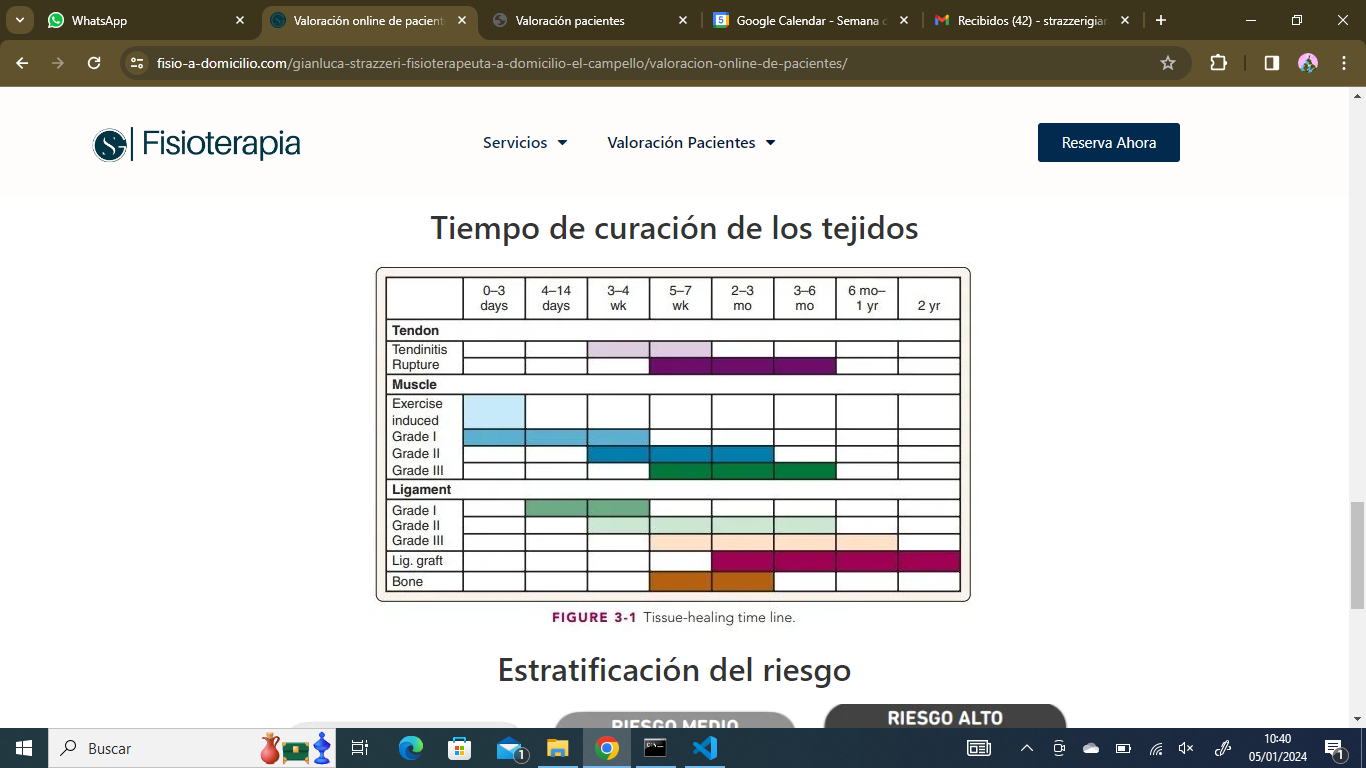 WhatsApp
Valoración online de pacient
Valoración pacientes
5
Google Calendar - Semana d
Recibidos (42) - strazzerigian
fisio-a-domicilio.com/gianluca-strazzeri-fisioterapeuta-a-domicilio-el-campello/valoracion-online-de-pacientes/
Fisioterapia
Servicios
Valoración Pacientes
Reserva Ahora
Tiempo de curación de los tejidos
0–3 days 4–14 days 3–4 wk 5–7 wk 2–3 mo 3–6 mo 6 mo–1 yr 2 yr
Tendon
Tendinitis
Rupture
Muscle
Exercise
induced
Grade I
Grade II
Grade III
Ligament
Grade I
Grade II
Grade III
Lig. graft
Bone
FIGURE 3-1 Tissue-healing time line.
Estratificación del riesgo
RIESGO MEDIO
RIESGO ALTO
Buscar
1
10:40
05/01/2024
1